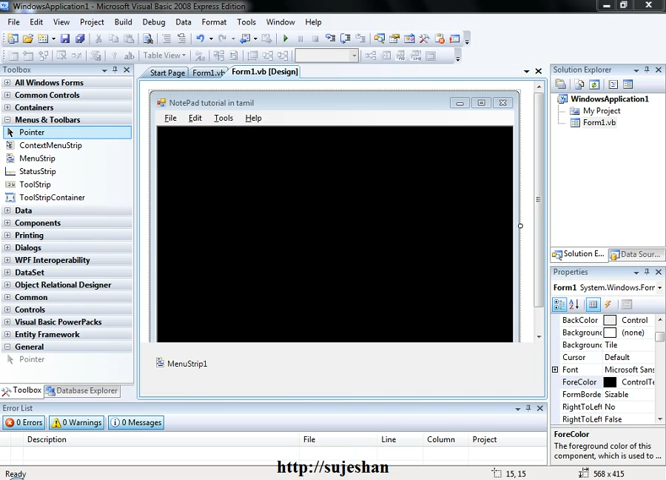 WindowsApplication1 - Microsoft Visual Basic 2008 Express Edition
File Edit View Project Build Debug Data Format Tools Window Help
Table View
Toolbox
All Windows Forms
Common Controls
Containers
Menus & Toolbars
Pointer
ContextMenuStrip
MenuStrip
StatusStrip
ToolStrip
ToolStripContainer
Data
Components
Printing
Dialogs
WPF Interoperability
DataSet
Object Relational Designer
Common
Controls
Visual Basic PowerPacks
Entity Framework
General
Pointer
Toolbox Database Explorer
Start Page Form1.vb Form1.vb [Design]
NotePad tutorial in tamil
File Edit Tools Help
MenuStrip1
Solution Explorer
WindowsApplication1
My Project
Form1.vb
Solution E... Data Sour...
Properties
Form1 System.Windows.Form
BackColor Control
Background (none)
Background Tile
Cursor Default
Font Microsoft Sans
ForeColor ControlTe
FormBorde Sizable
RightToLeft No
RightToLeft False
ForeColor
The foreground color of this
component, which is used to ...
Error List
0 Errors 0 Warnings 0 Messages
Description File Line Column Project
http://sujeshan
Ready 15, 15 568 x 415